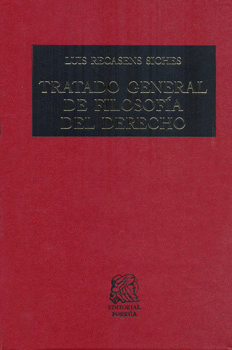 LUIS RECASENS SICHES
TRATADO GENERAL
DE FILOSOFÍA
DEL DERECHO
EDITORIAL
PORRÚA